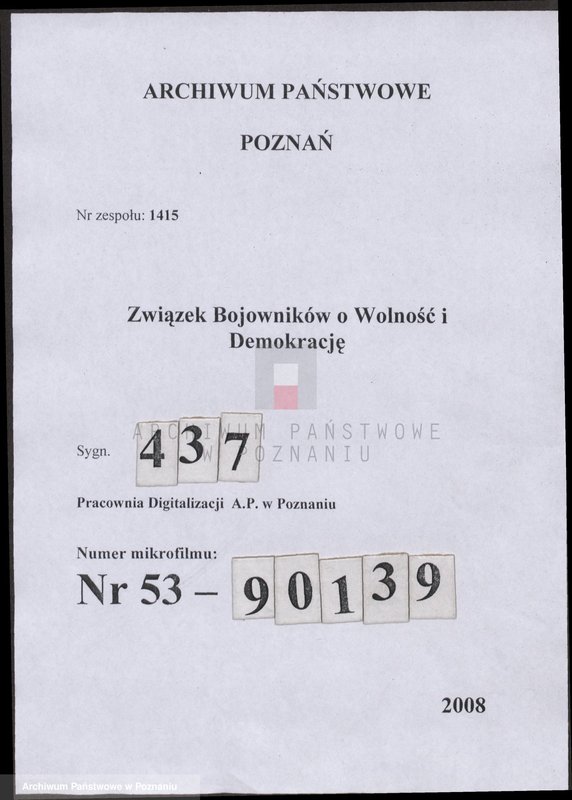 ARCHIWUM PAŃSTWOWE
POZNAŃ
Nr zespołu: 1415
Związek Bojowników o Wolność i
Demokrację
ARCHIWUM PAŃSTWOWE
W POZNANIU
Sygn. 437
Pracownia Digitalizacji A.P. w Poznaniu
Numer mikrofilmu:
Nr 53 – 90139
2008
Archiwum Państwowe w Poznaniu